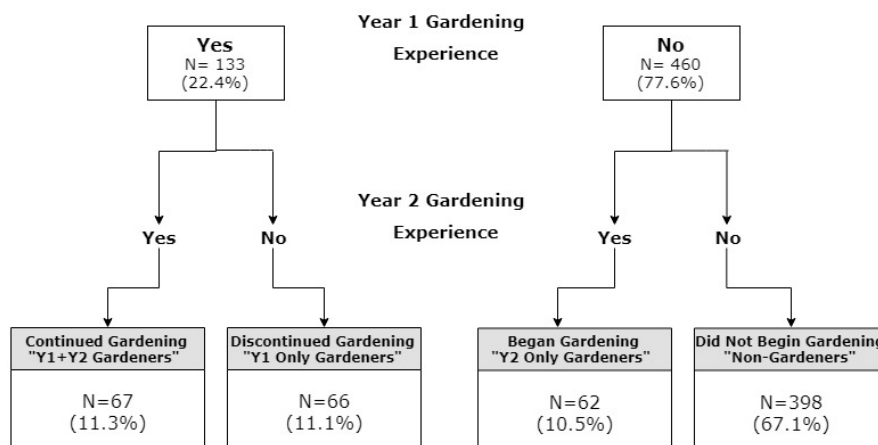 Year 1 Gardening
Experience
Yes
N= 133
(22.4%)
No
N= 460
(77.6%)
Year 2 Gardening
Experience
Yes
No
Yes
No
Continued Gardening
"Y1+Y2 Gardeners"
N=67
(11.3%)
Discontinued Gardening
"Y1 Only Gardeners"
N=66
(11.1%)
Began Gardening
"Y2 Only Gardeners"
N=62
(10.5%)
Did Not Begin Gardening
"Non-Gardeners"
N=398
(67.1%)